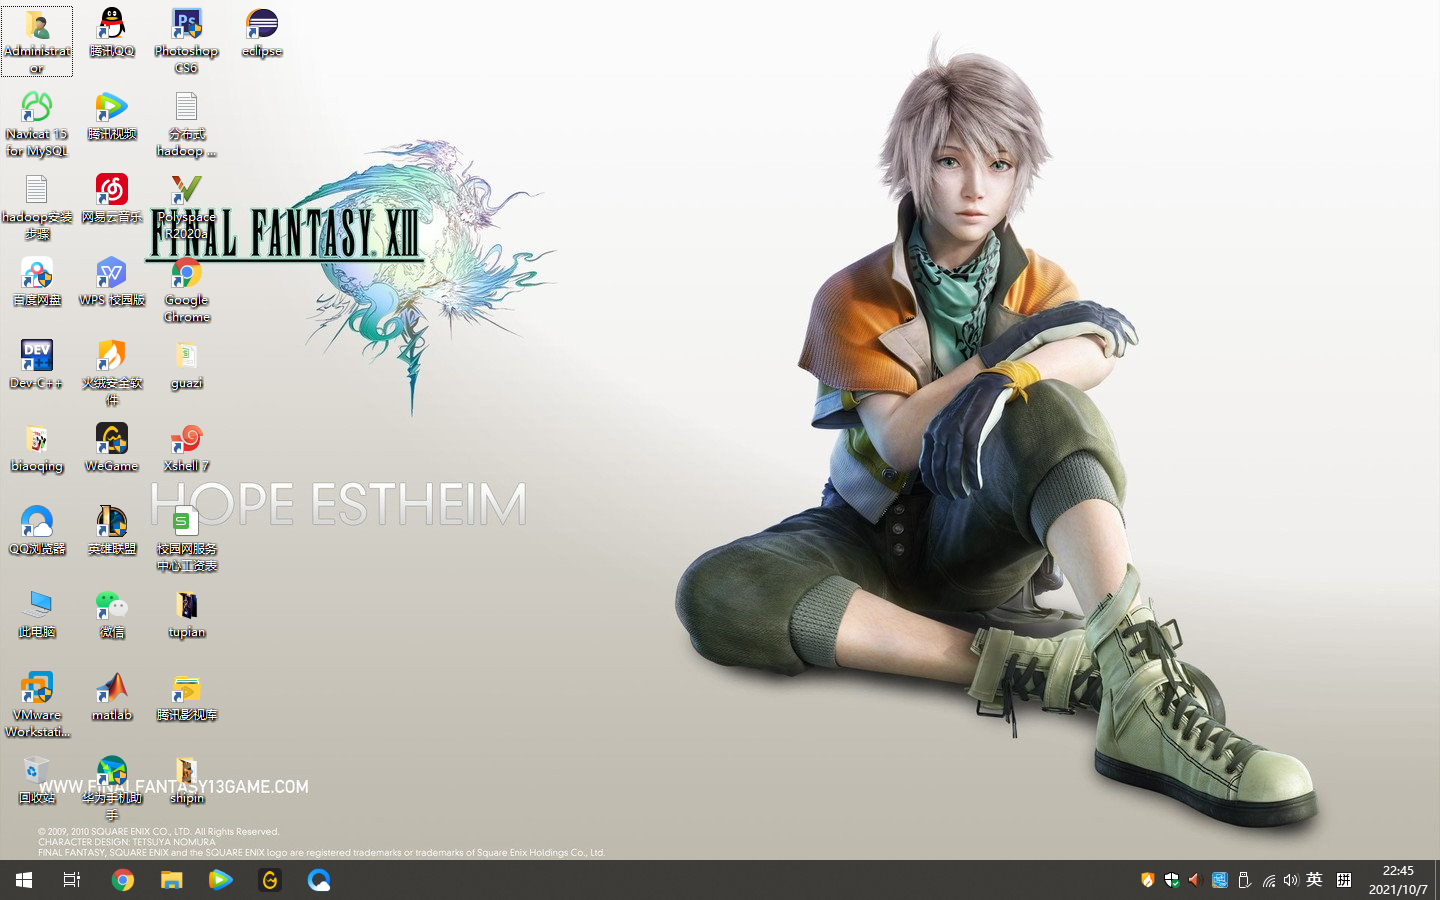 Administrat
or
腾讯QQ
Photoshop
CS6
eclipse
Navicat 15
for MySQL
腾讯视频
分布式
hadoop ...
hadoop安装
步骤
网易云音乐
Polyspace
R2020a
FINAL FANTASY XIII
百度网盘
WPS 校园版
Google
Chrome
DEV
Dev-C++
火绒安全软
件
guazi
biaoqing
WeGame
Xshell 7
HOPE ESTHEIM
QQ浏览器
英雄联盟
校园网服务
中心工资表
此电脑
微信
tupian
VMware
Workstati...
matlab
腾讯影视库
回收站
华为手机助
手
shipin
WWW.FINALFANTASY13GAME.COM
© 2009, 2010 SQUARE ENIX CO., LTD. All Rights Reserved.
CHARACTER DESIGN: TETSUYA NOMURA
FINAL FANTASY, SQUARE ENIX and the SQUARE ENIX logo are registered trademarks or trademarks of Square Enix Holdings Co., Ltd.
英
拼
22:45
2021/10/7